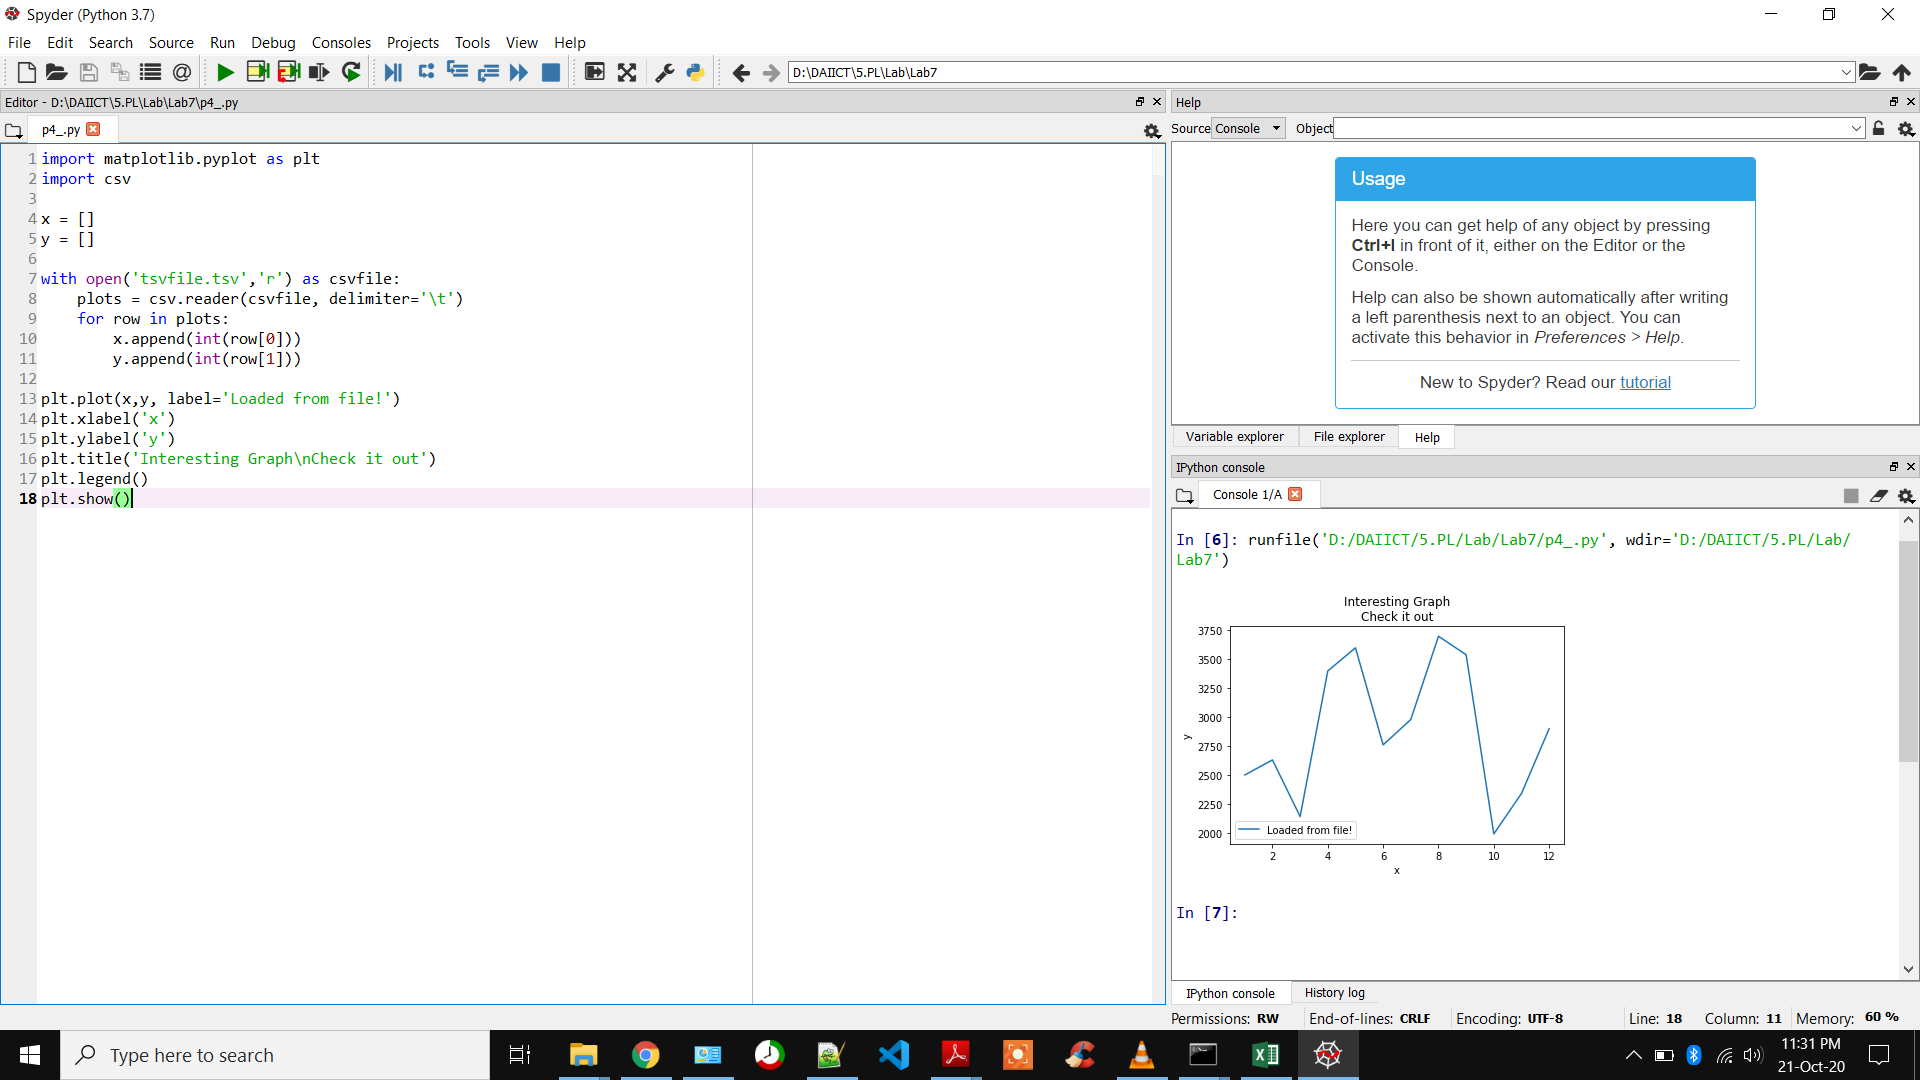 Spyder (Python 3.7)
File Edit Search Source Run Debug Consoles Projects Tools View Help
D:\DAIICT\5.PL\Lab\Lab7
Editor - D:\DAIICT\5.PL\Lab\Lab7\p4_.py
p4_.py
1 import matplotlib.pyplot as plt
2 import csv
3
4 x = []
5 y = []
6
7 with open('tsvfile.tsv','r') as csvfile:
8     plots = csv.reader(csvfile, delimiter='\t')
9     for row in plots:
10         x.append(int(row[0]))
11         y.append(int(row[1]))
12
13 plt.plot(x,y, label='Loaded from file!')
14 plt.xlabel('x')
15 plt.ylabel('y')
16 plt.title('Interesting Graph\nCheck it out')
17 plt.legend()
18 plt.show()
Help
Source Console Object
Usage
Here you can get help of any object by pressing
Ctrl+I in front of it, either on the Editor or the
Console.
Help can also be shown automatically after writing
a left parenthesis next to an object. You can
activate this behavior in Preferences > Help.
New to Spyder? Read our tutorial
Variable explorer File explorer Help
IPython console
Console 1/A
In [6]: runfile('D:/DAIICT/5.PL/Lab/Lab7/p4_.py', wdir='D:/DAIICT/5.PL/Lab/
Lab7')
Interesting Graph
Check it out
3750
3500
3250
3000
2750
2500
2250
2000
y
Loaded from file!
2 4 6 8 10 12
x
In [7]:
IPython console History log
Permissions: RW End-of-lines: CRLF Encoding: UTF-8 Line: 18 Column: 11 Memory: 60 %
Type here to search
11:31 PM
21-Oct-20